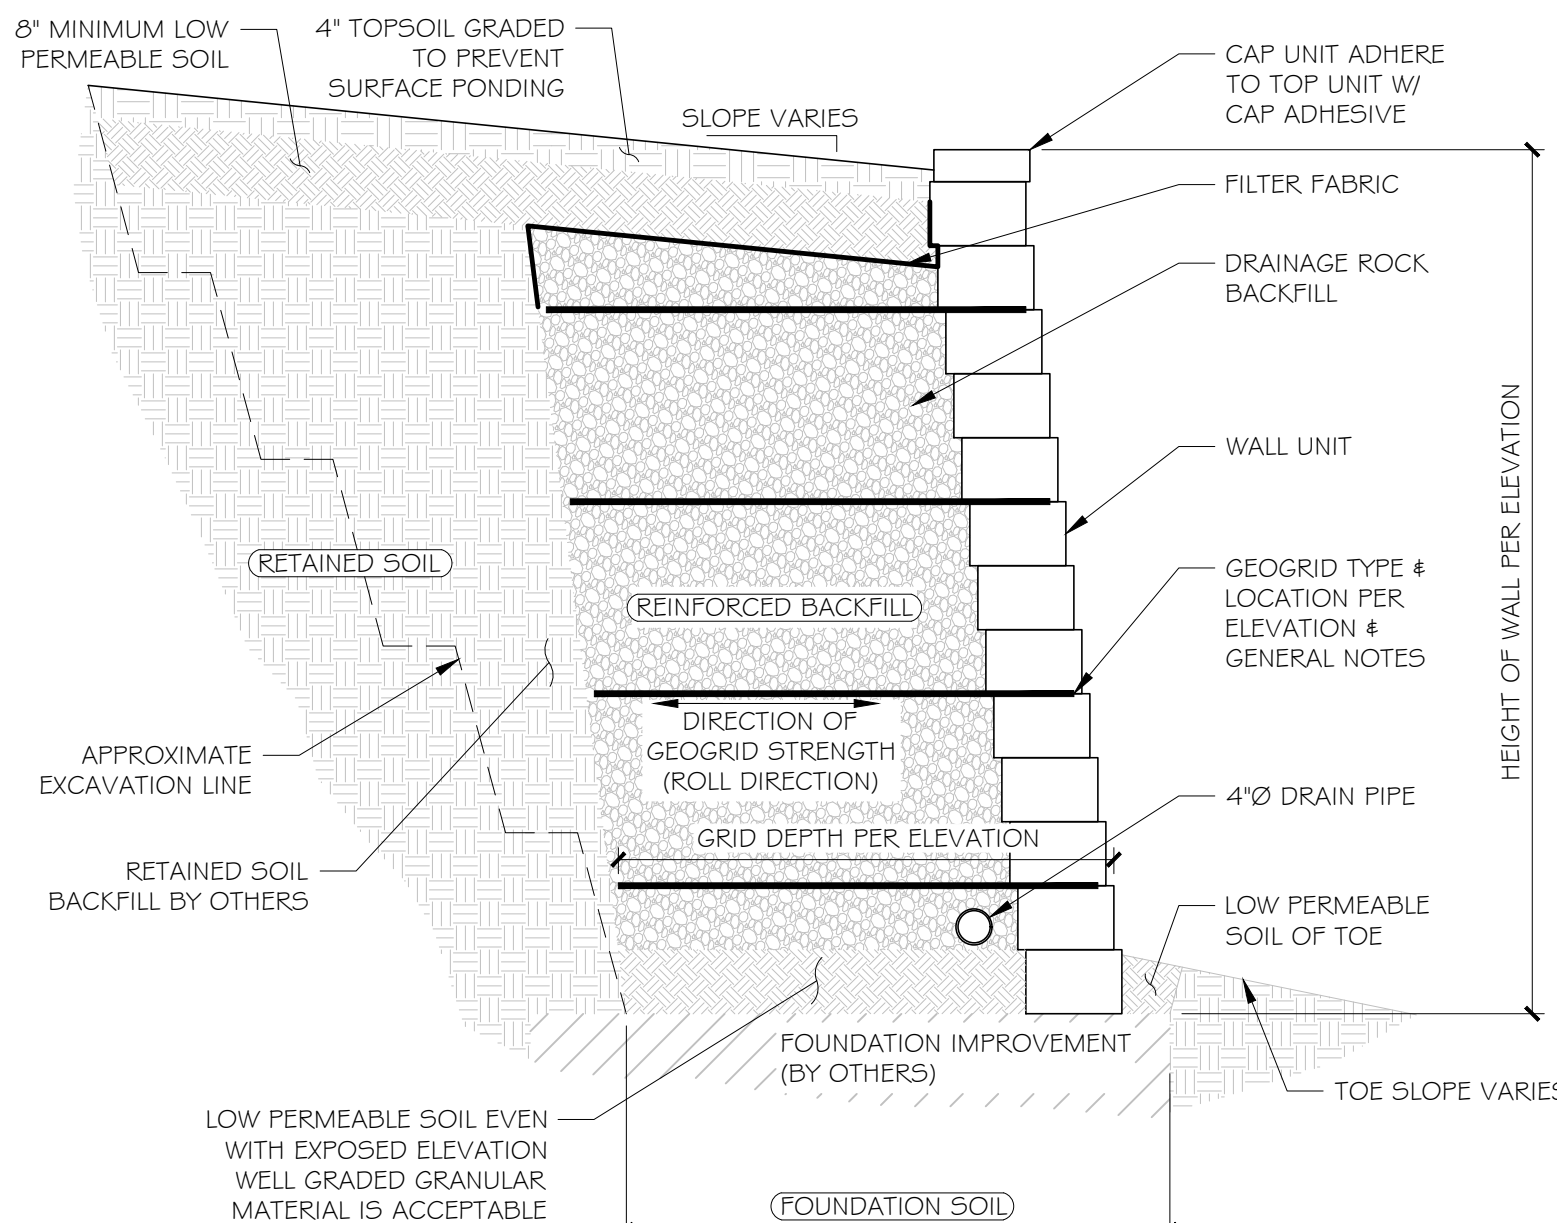 8" MINIMUM LOW
PERMEABLE SOIL
4" TOPSOIL GRADED
TO PREVENT
SURFACE PONDING
SLOPE VARIES
CAP UNIT ADHERE
TO TOP UNIT W/
CAP ADHESIVE
FILTER FABRIC
DRAINAGE ROCK
BACKFILL
WALL UNIT
HEIGHT OF WALL PER ELEVATION
RETAINED SOIL
REINFORCED BACKFILL
GEOGRID TYPE &
LOCATION PER
ELEVATION &
GENERAL NOTES
DIRECTION OF
GEOGRID STRENGTH
(ROLL DIRECTION)
APPROXIMATE
EXCAVATION LINE
4"Ø DRAIN PIPE
GRID DEPTH PER ELEVATION
RETAINED SOIL
BACKFILL BY OTHERS
LOW PERMEABLE
SOIL OF TOE
FOUNDATION IMPROVEMENT
(BY OTHERS)
TOE SLOPE VARIES
LOW PERMEABLE SOIL EVEN
WITH EXPOSED ELEVATION
WELL GRADED GRANULAR
MATERIAL IS ACCEPTABLE
FOUNDATION SOIL